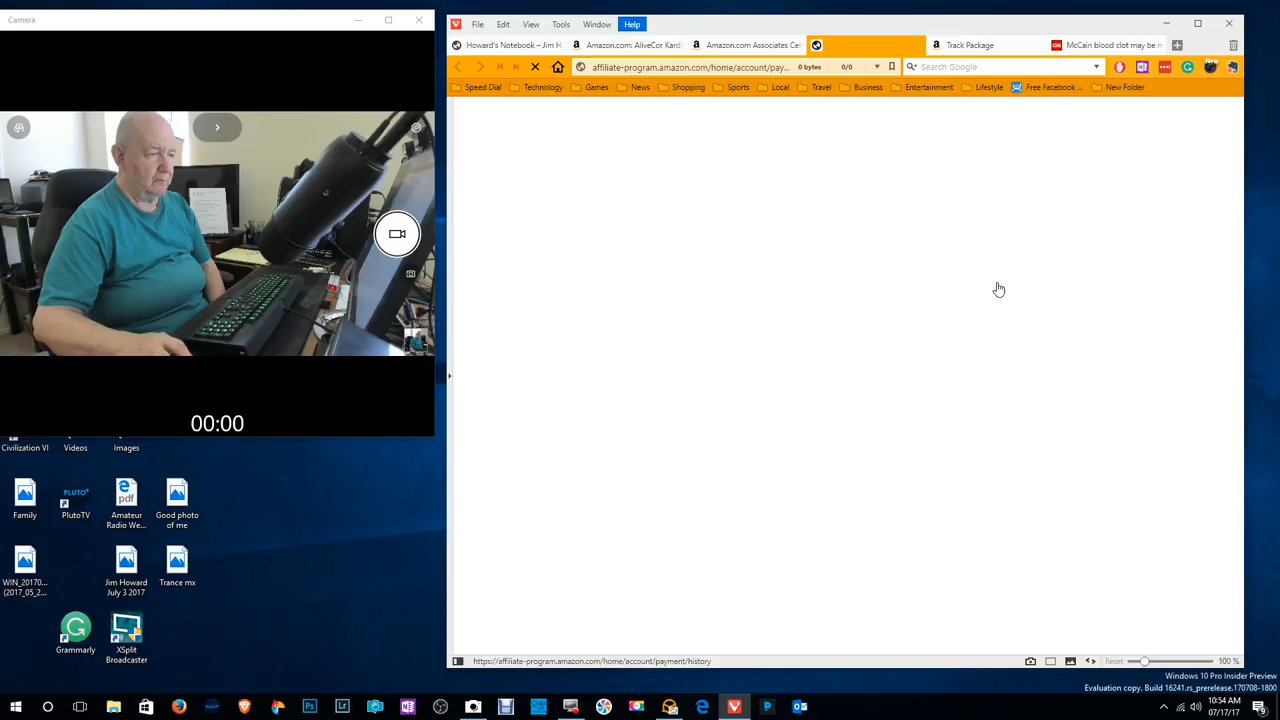 Camera
00:00
File Edit View Tools Window Help
Howard's Notebook – Jim H
Amazon.com: AliveCor Kard
Amazon.com Associates Ce
Track Package
McCain blood clot may be m
affiliate-program.amazon.com/home/account/pay... 0 bytes 0/0
Search Google
Speed Dial Technology Games News Shopping Sports Local Travel Business Entertainment Lifestyle Free Facebook ... New Folder
https://affiliate-program.amazon.com/home/account/payment/history
Reset 100 %
Civilization VI Videos Images
Family
PLUTO
PlutoTV
pdf
Amateur
Radio We...
Good photo
of me
WIN_20170...
(2017_05_2...
Jim Howard
July 3 2017
Trance mx
Grammarly
XSplit
Broadcaster
Windows 10 Pro Insider Preview
Evaluation copy. Build 16241.rs_prerelease.170708-1800
10:54 AM
07/17/17